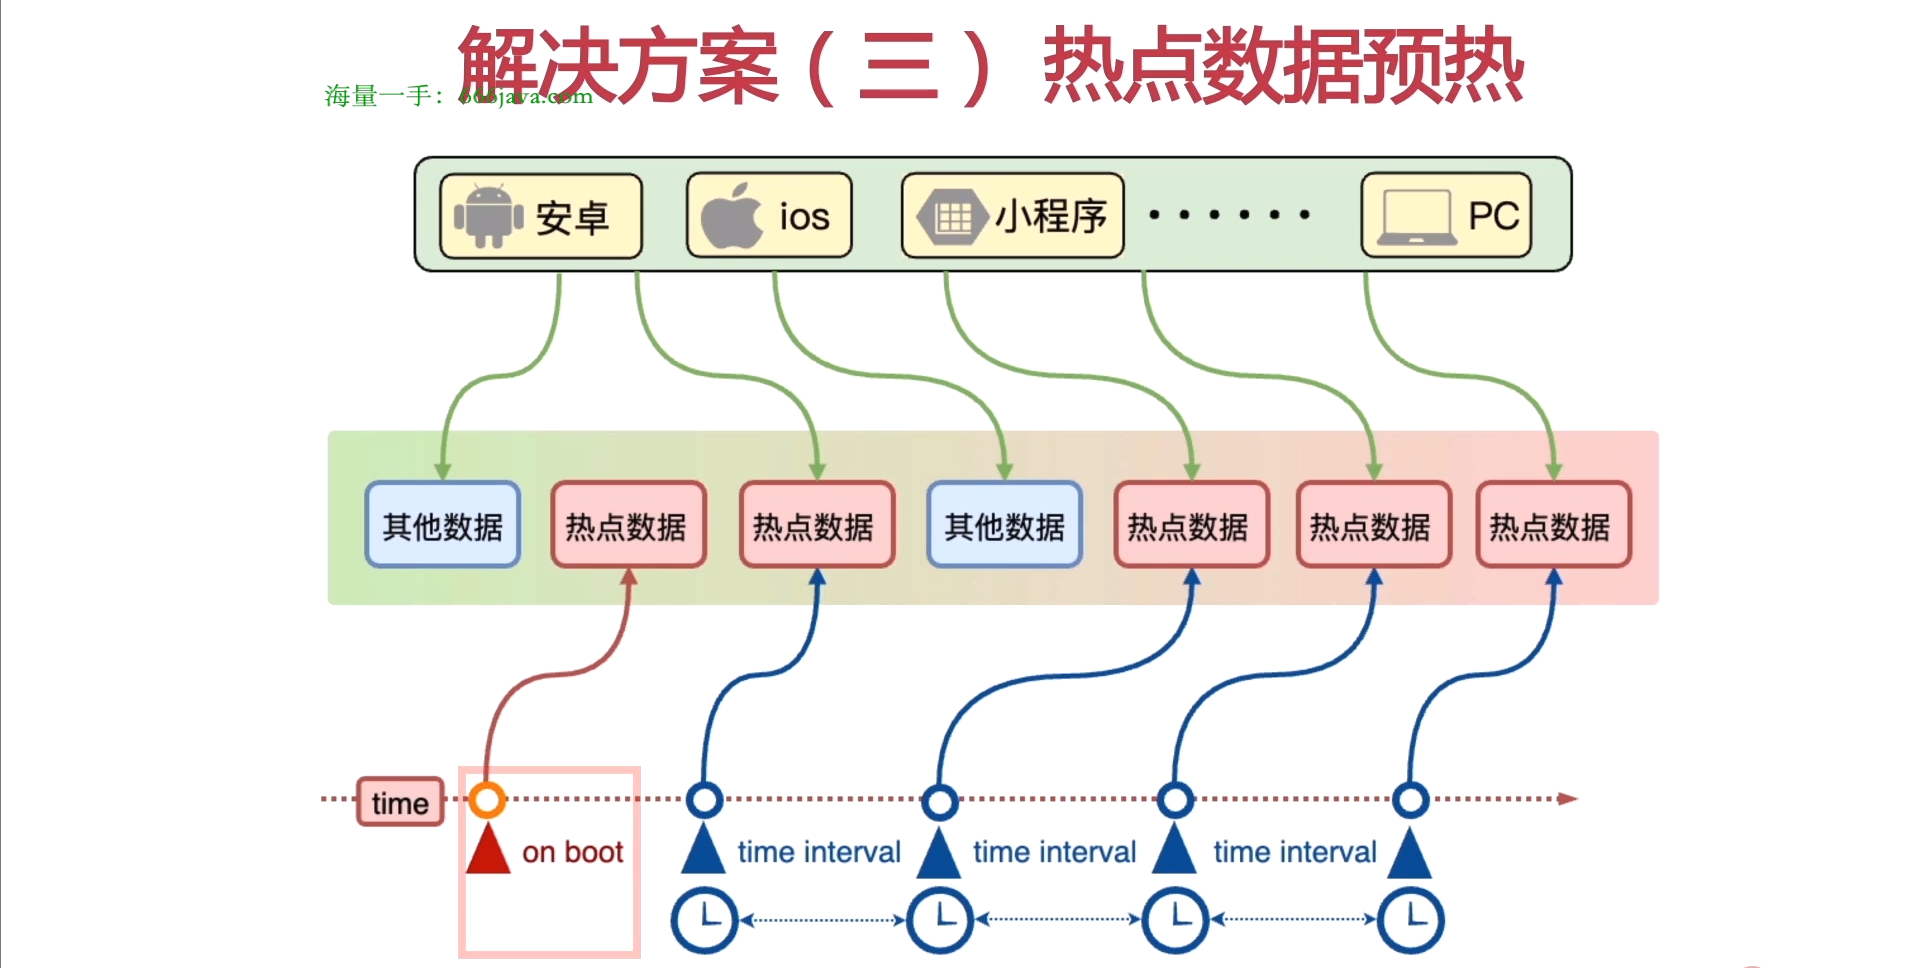 解决方案（三）热点数据预热
海量一手：666java.com
安卓
ios
小程序
······
PC
其他数据
热点数据
热点数据
其他数据
热点数据
热点数据
热点数据
time
on boot
time interval
time interval
time interval